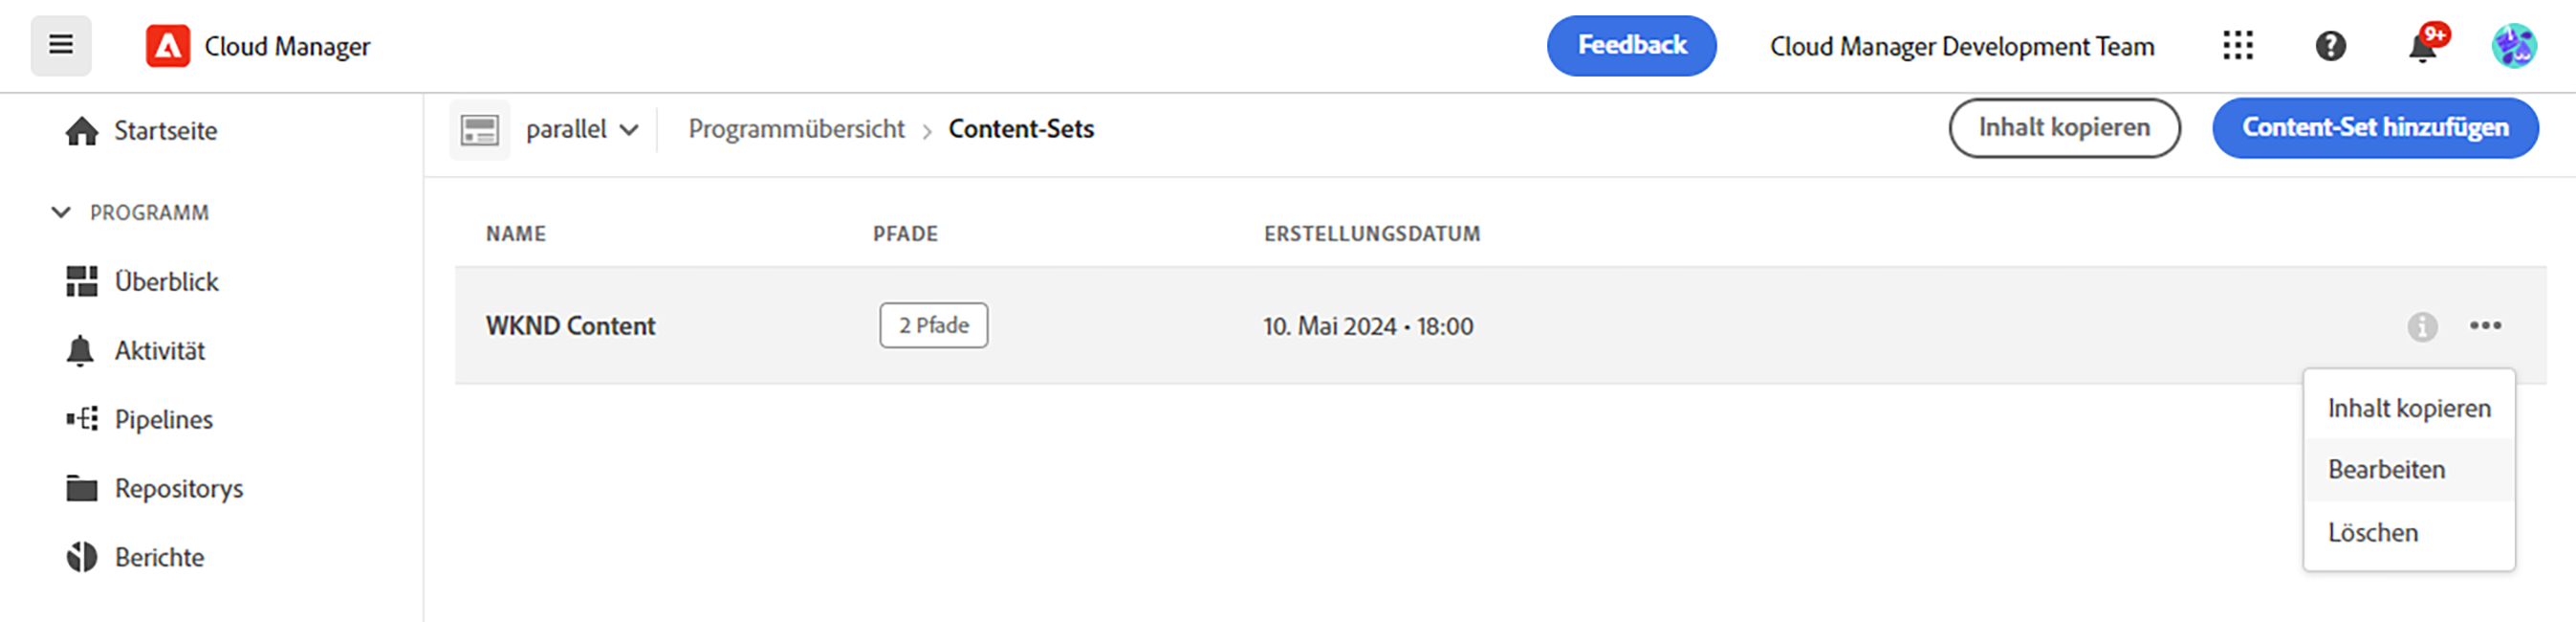 Cloud Manager
Feedback
Cloud Manager Development Team
9+
Startseite
parallel
Programmübersicht › Content-Sets
Inhalt kopieren
Content-Set hinzufügen
PROGRAMM
Überblick
Aktivität
Pipelines
Repositorys
Berichte
NAME PFADE ERSTELLUNGSDATUM
WKND Content 2 Pfade 10. Mai 2024 • 18:00
Inhalt kopieren
Bearbeiten
Löschen